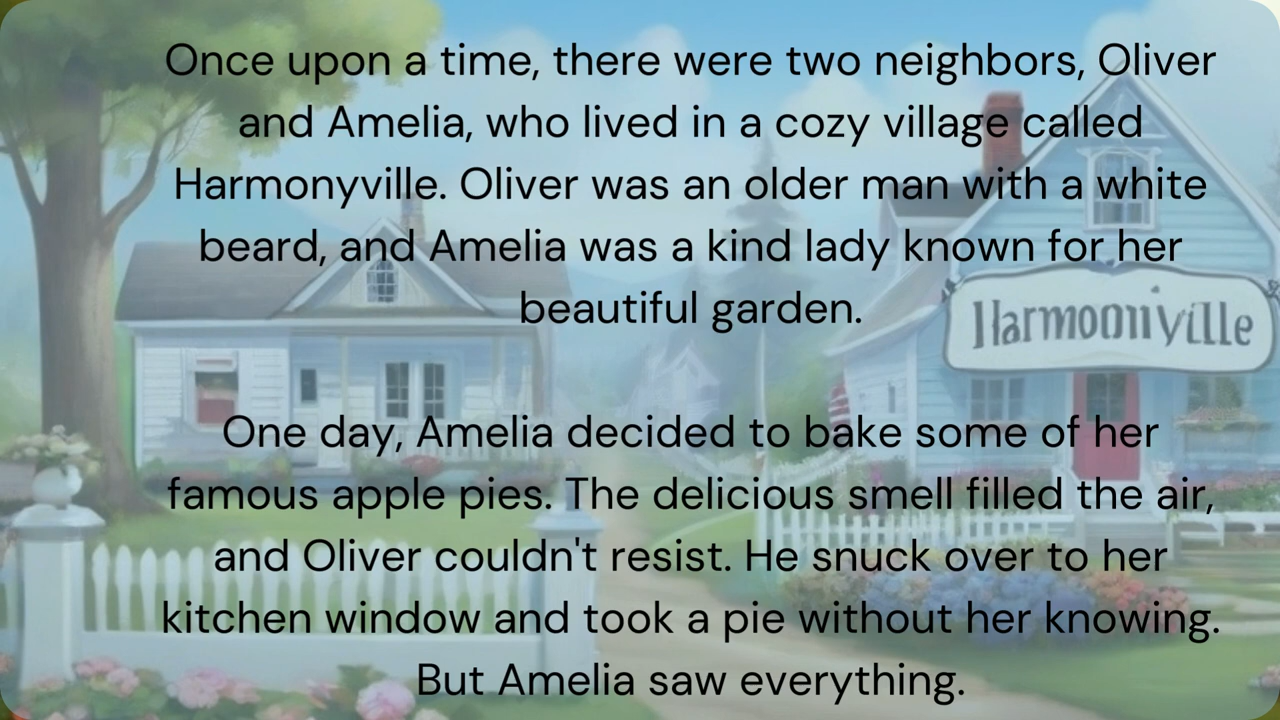 Once upon a time, there were two neighbors, Oliver
and Amelia, who lived in a cozy village called
Harmonyville. Oliver was an older man with a white
beard, and Amelia was a kind lady known for her
beautiful garden.
Harmoonville
One day, Amelia decided to bake some of her
famous apple pies. The delicious smell filled the air,
and Oliver couldn't resist. He snuck over to her
kitchen window and took a pie without her knowing.
But Amelia saw everything.